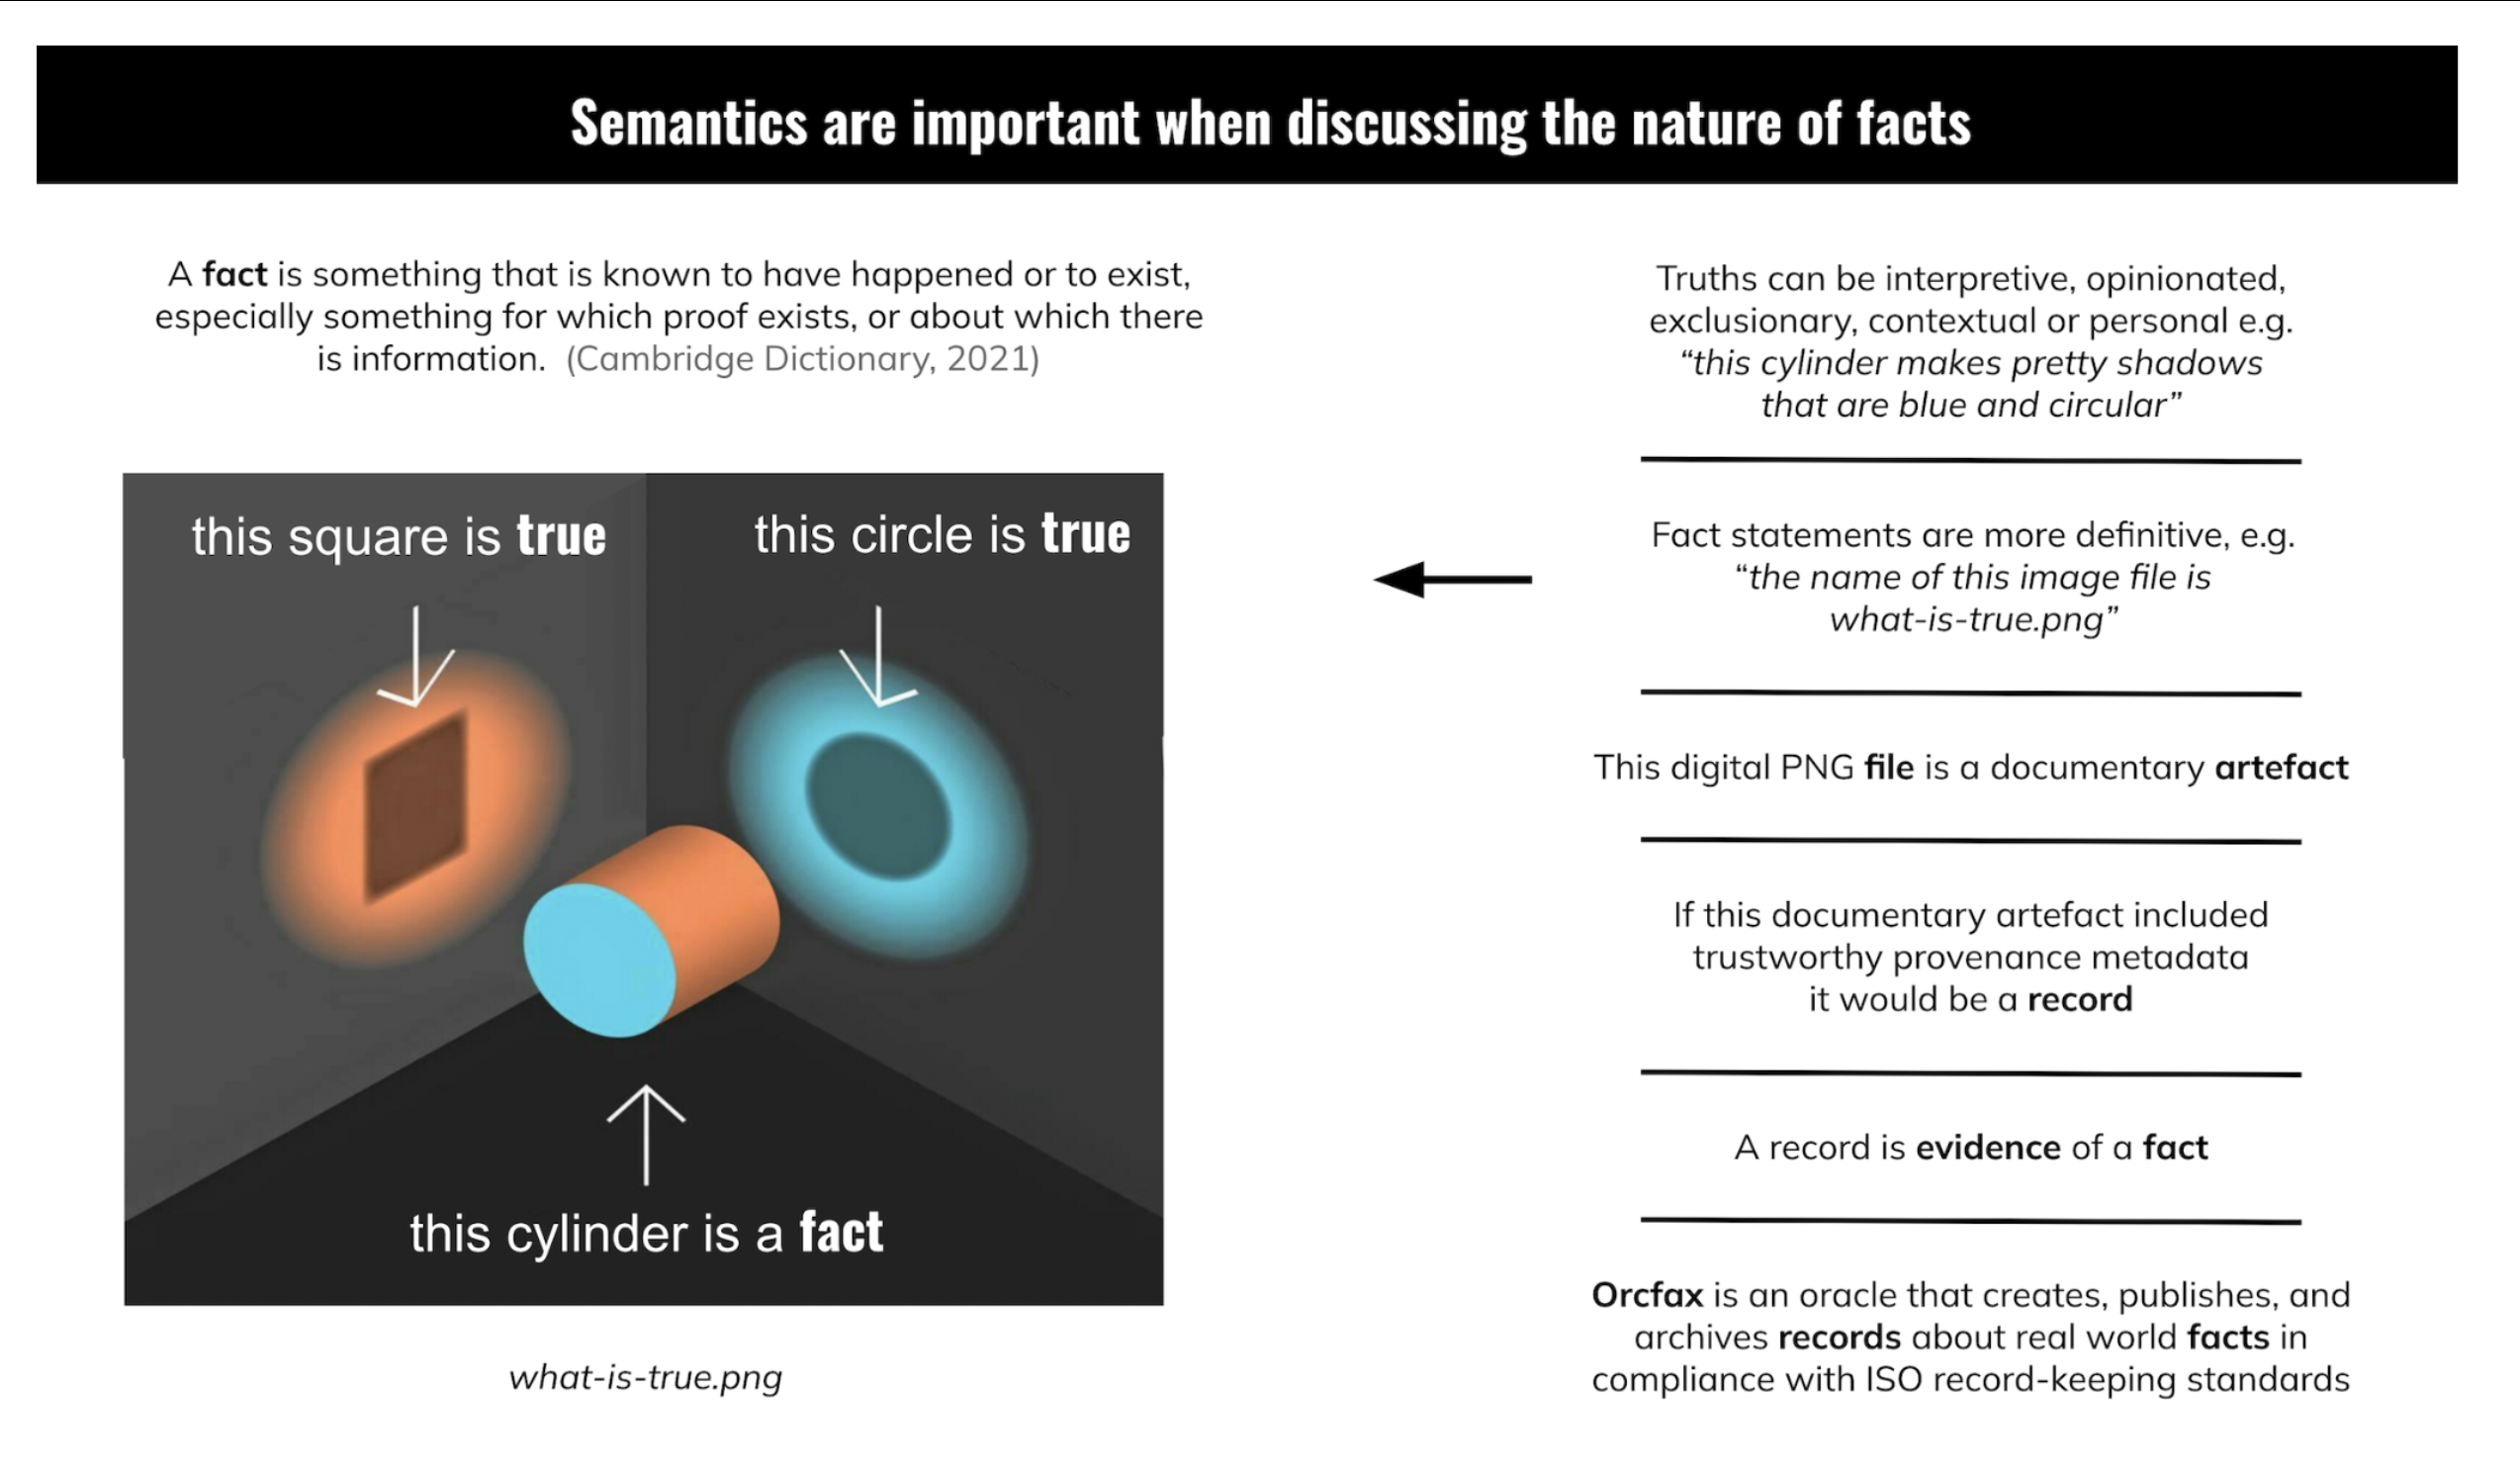 Semantics are important when discussing the nature of facts
A fact is something that is known to have happened or to exist,
especially something for which proof exists, or about which there
is information. (Cambridge Dictionary, 2021)
this square is true
this circle is true
this cylinder is a fact
what-is-true.png
Truths can be interpretive, opinionated,
exclusionary, contextual or personal e.g.
“this cylinder makes pretty shadows
that are blue and circular”
Fact statements are more definitive, e.g.
“the name of this image file is
what-is-true.png”
This digital PNG file is a documentary artefact
If this documentary artefact included
trustworthy provenance metadata
it would be a record
A record is evidence of a fact
Orcfax is an oracle that creates, publishes, and
archives records about real world facts in
compliance with ISO record-keeping standards